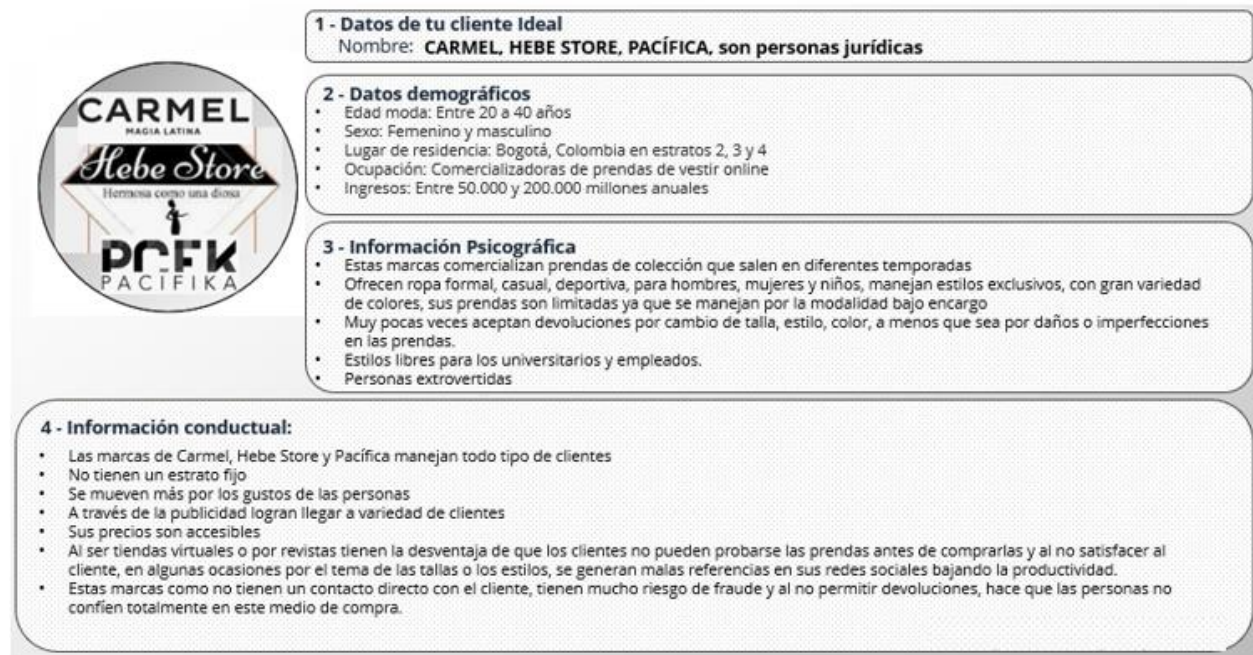 CARMEL
MAGIA LATINA
Hebe Store
Hermosa como una diosa
PCFK
PACIFIKA
1 - Datos de tu cliente Ideal
Nombre: CARMEL, HEBE STORE, PACÍFICA, son personas jurídicas
2 - Datos demográficos
• Edad moda: Entre 20 a 40 años
• Sexo: Femenino y masculino
• Lugar de residencia: Bogotá, Colombia en estratos 2, 3 y 4
• Ocupación: Comercializadoras de prendas de vestir online
• Ingresos: Entre 50.000 y 200.000 millones anuales
3 - Información Psicográfica
• Estas marcas comercializan prendas de colección que salen en diferentes temporadas
• Ofrecen ropa formal, casual, deportiva, para hombres, mujeres y niños, manejan estilos exclusivos, con gran variedad
de colores, sus prendas son limitadas ya que se manejan por la modalidad bajo encargo
• Muy pocas veces aceptan devoluciones por cambio de talla, estilo, color, a menos que sea por daños o imperfecciones
en las prendas.
• Estilos libres para los universitarios y empleados.
• Personas extrovertidas
4 - Información conductual:
• Las marcas de Carmel, Hebe Store y Pacífica manejan todo tipo de clientes
• No tienen un estrato fijo
• Se mueven más por los gustos de las personas
• A través de la publicidad logran llegar a variedad de clientes
• Sus precios son accesibles
• Al ser tiendas virtuales o por revistas tienen la desventaja de que los clientes no pueden probarse las prendas antes de comprarlas y al no satisfacer al
cliente, en algunas ocasiones por el tema de las tallas o los estilos, se generan malas referencias en sus redes sociales bajando la productividad.
• Estas marcas como no tienen un contacto directo con el cliente, tienen mucho riesgo de fraude y al no permitir devoluciones, hace que las personas no
confíen totalmente en este medio de compra.